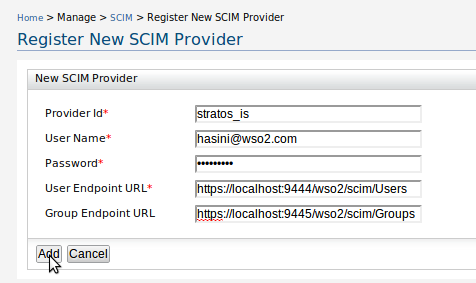 Home > Manage > SCIM > Register New SCIM Provider
Register New SCIM Provider
New SCIM Provider
Provider Id* stratos_is
User Name* hasini@wso2.com
Password* •••••••••
User Endpoint URL* https://localhost:9444/wso2/scim/Users
Group Endpoint URL https://localhost:9445/wso2/scim/Groups
Add Cancel